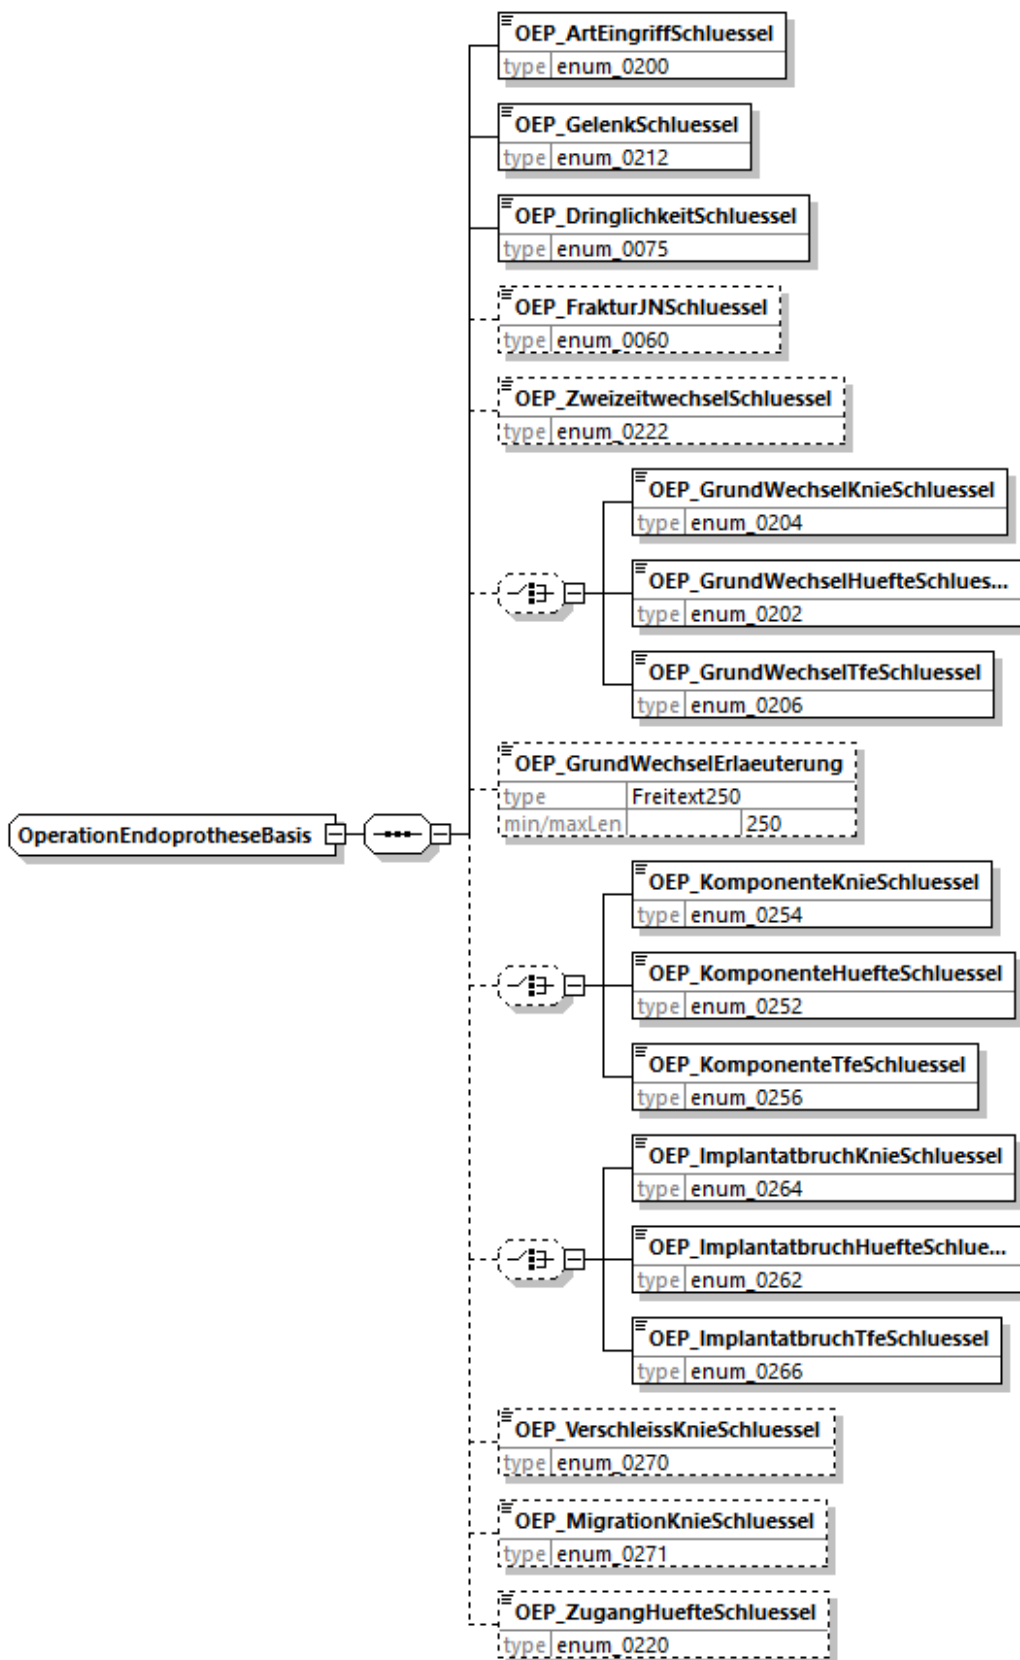 OEP_ArtEingriffSchluessel
type enum_0200
OEP_GelenkSchluessel
type enum_0212
OEP_DringlichkeitSchluessel
type enum_0075
OEP_FrakturJNSchluessel
type enum_0060
OEP_ZweizeitwechselSchluessel
type enum_0222
OEP_GrundWechselKnieSchluessel
type enum_0204
OEP_GrundWechselHuefteSchlues...
type enum_0202
OEP_GrundWechselTfeSchluessel
type enum_0206
OEP_GrundWechselErlaeuterung
type Freitext250
min/maxLen 250
OperationEndoprotheseBasis
OEP_KomponenteKnieSchluessel
type enum_0254
OEP_KomponenteHuefteSchluessel
type enum_0252
OEP_KomponenteTfeSchluessel
type enum_0256
OEP_ImplantatbruchKnieSchluessel
type enum_0264
OEP_ImplantatbruchHuefteSchlue...
type enum_0262
OEP_ImplantatbruchTfeSchluessel
type enum_0266
OEP_VerschleissKnieSchluessel
type enum_0270
OEP_MigrationKnieSchluessel
type enum_0271
OEP_ZugangHuefteSchluessel
type enum_0220